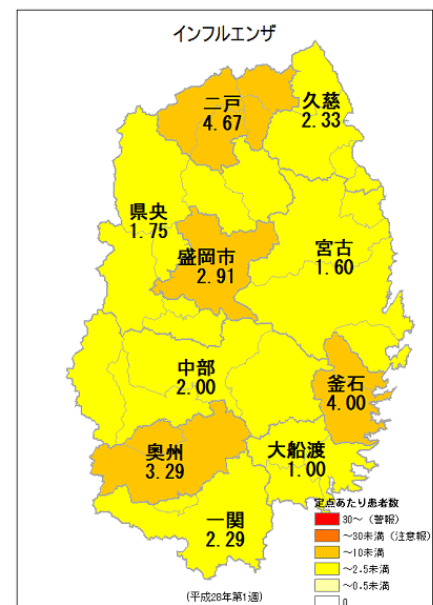 インフルエンザ
二戸
4.67
久慈
2.33
県央
1.75
盛岡市
2.91
宮古
1.60
中部
2.00
釜石
4.00
奥州
3.29
大船渡
1.00
一関
2.29
定点あたり患者数
30～（警報）
～30未満（注意報）
～10未満
～2.5未満
～0.5未満
0
(平成28年第1週)